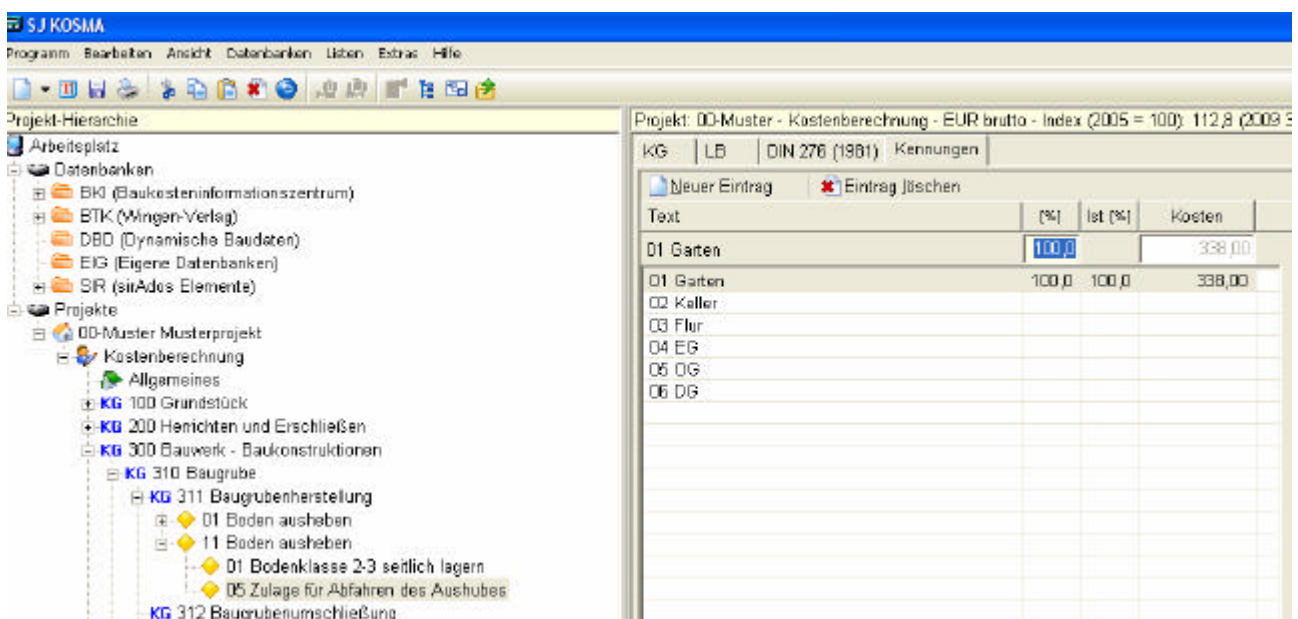 SJ KOSMA
Programm Bearbeiten Ansicht Datenbanken Listen Extras Hilfe
Projekt-Hierarchie
Arbeitsplatz
Datenbanken
BKI (Baukosteninformationszentrum)
BTK (Wingen-Verlag)
DBD (Dynamische Baudaten)
EIG (Eigene Datenbanken)
SIR (sirAdos Elemente)
Projekte
00-Muster Musterprojekt
Kostenberechnung
Allgemeines
KG 100 Grundstück
KG 200 Herrichten und Erschließen
KG 300 Bauwerk - Baukonstruktionen
KG 310 Baugrube
KG 311 Baugrubenherstellung
01 Boden ausheben
11 Boden ausheben
01 Bodenklasse 2-3 seitlich lagern
05 Zulage für Abfahren des Aushubes
KG 312 Baugrubenumschließung
Projekt: 00-Muster - Kostenberechnung - EUR brutto - Index (2005 = 100): 112,8 (2009 3
KG LB DIN 276 (1981) Kennungen
Neuer Eintrag Eintrag löschen
Text [%] Ist [%] Kosten
01 Garten 100,0 338,00
01 Garten 100,0 100,0 338,00
02 Keller
03 Flur
04 EG
05 OG
06 DG